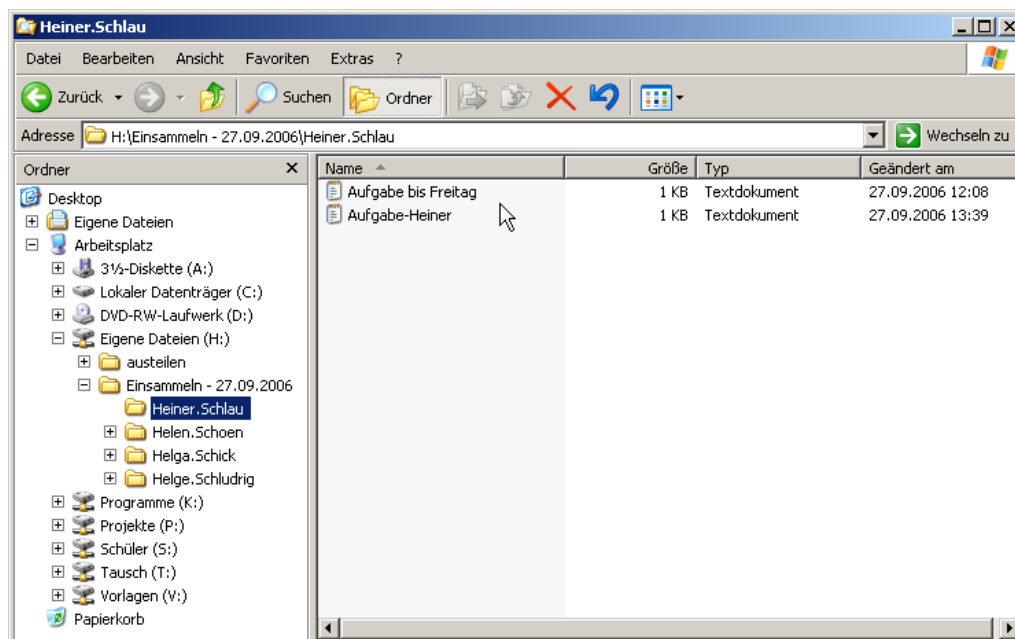 Heiner.Schlau
Datei Bearbeiten Ansicht Favoriten Extras ?
Zurück Suchen Ordner
Adresse H:\Einsammeln - 27.09.2006\Heiner.Schlau Wechseln zu
Ordner x Name Größe Typ Geändert am
Desktop
Eigene Dateien
Arbeitsplatz
3½-Diskette (A:)
Lokaler Datenträger (C:)
DVD-RW-Laufwerk (D:)
Eigene Dateien (H:)
austeilen
Einsammeln - 27.09.2006
Heiner.Schlau
Helen.Schoen
Helga.Schick
Helge.Schludrig
Programme (K:)
Projekte (P:)
Schüler (S:)
Tausch (T:)
Vorlagen (V:)
Papierkorb
Aufgabe bis Freitag 1 KB Textdokument 27.09.2006 12:08
Aufgabe-Heiner 1 KB Textdokument 27.09.2006 13:39